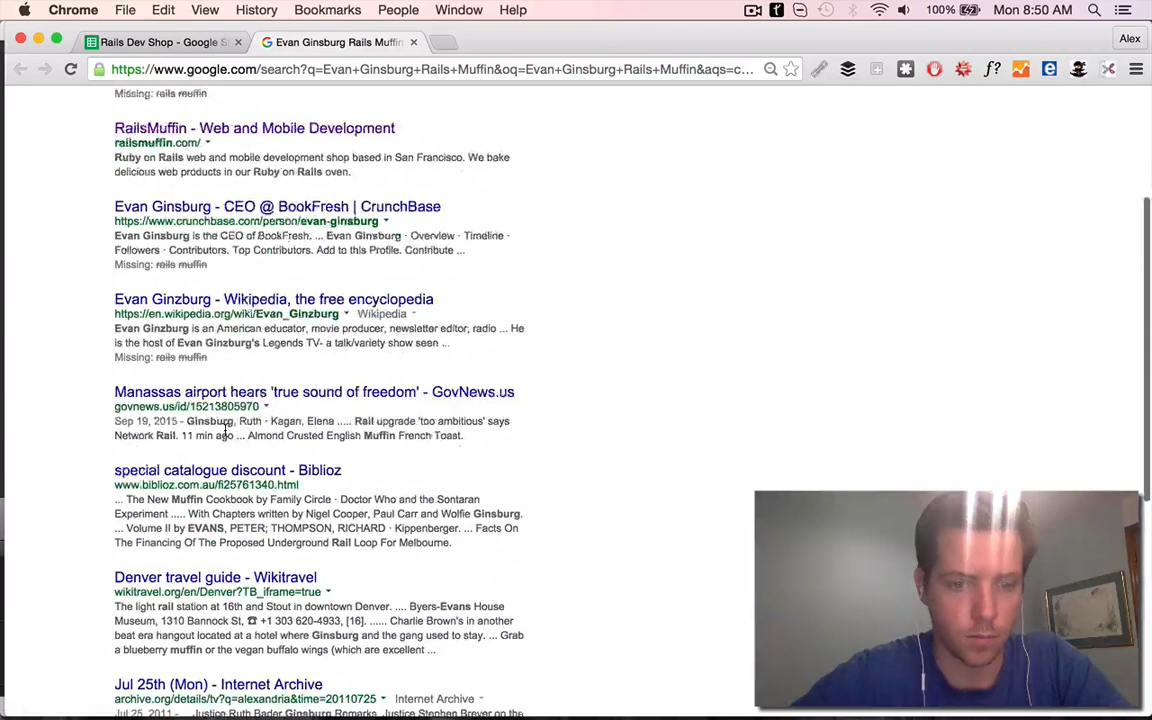 Chrome File Edit View History Bookmarks People Window Help 100% Mon 8:50 AM
Rails Dev Shop - Google S Evan Ginsburg Rails Muffin Alex
https://www.google.com/search?q=Evan+Ginsburg+Rails+Muffin&oq=Evan+Ginsburg+Rails+Muffin&aqs=c...
Missing: rails muffin
RailsMuffin - Web and Mobile Development
railsmuffin.com/
Ruby on Rails web and mobile development shop based in San Francisco. We bake
delicious web products in our Ruby on Rails oven.
Evan Ginsburg - CEO @ BookFresh | CrunchBase
https://www.crunchbase.com/person/evan-ginsburg
Evan Ginsburg is the CEO of BookFresh. ... Evan Ginsburg · Overview · Timeline ·
Followers · Contributors. Top Contributors. Add to this Profile. Contribute ...
Missing: rails muffin
Evan Ginzburg - Wikipedia, the free encyclopedia
https://en.wikipedia.org/wiki/Evan_Ginzburg Wikipedia
Evan Ginzburg is an American educator, movie producer, newsletter editor, radio ... He
is the host of Evan Ginzburg's Legends TV- a talk/variety show seen ...
Missing: rails muffin
Manassas airport hears 'true sound of freedom' - GovNews.us
govnews.us/id/15213805970
Sep 19, 2015 - Ginsburg, Ruth · Kagan, Elena ..... Rail upgrade 'too ambitious' says
Network Rail. 11 min ago ... Almond Crusted English Muffin French Toast.
special catalogue discount - Biblioz
www.biblioz.com.au/fi25761340.html
... The New Muffin Cookbook by Family Circle · Doctor Who and the Sontaran
Experiment ..... With Chapters written by Nigel Cooper, Paul Carr and Wolfie Ginsburg.
... Volume II by EVANS, PETER; THOMPSON, RICHARD · Kippenberger. ... Facts On
The Financing Of The Proposed Underground Rail Loop For Melbourne.
Denver travel guide - Wikitravel
wikitravel.org/en/Denver?TB_iframe=true
The light rail station at 16th and Stout in downtown Denver. .... Byers-Evans House
Museum, 1310 Bannock St, ☎ +1 303 620-4933, [16]. ... Charlie Brown's in another
beat era hangout located at a hotel where Ginsburg and the gang used to stay. ... Grab
a blueberry muffin or the vegan buffalo wings (which are excellent ...
Jul 25th (Mon) - Internet Archive
archive.org/details/tv?q=alexandria&time=20110725 Internet Archive
Jul 25, 2011 - Justice Ruth Bader Ginsburg Remarks. Justice Stephen Breyer on the